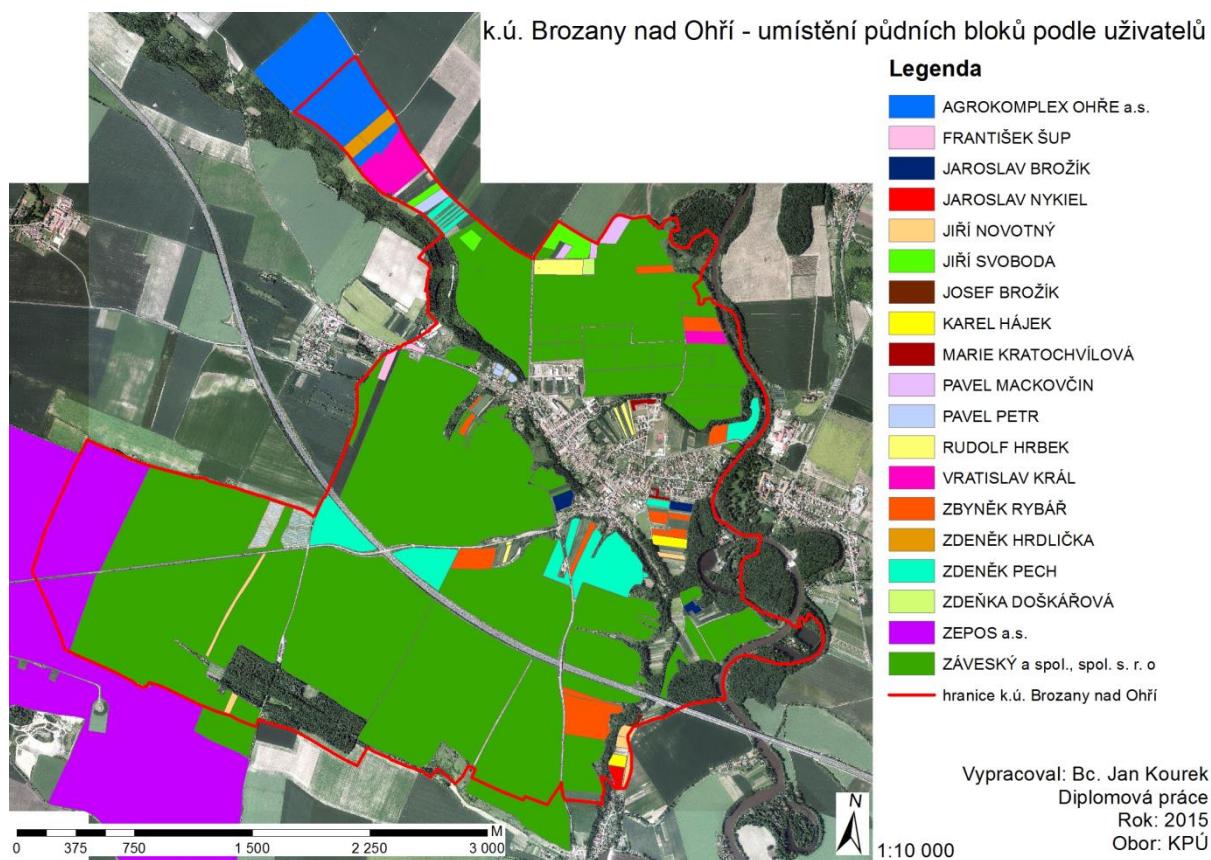 k.ú. Brozany nad Ohří - umístění půdních bloků podle uživatelů
Legenda
AGROKOMPLEX OHŘE a.s.
FRANTIŠEK ŠUP
JAROSLAV BROŽÍK
JAROSLAV NYKIEL
JIŘÍ NOVOTNÝ
JIŘÍ SVOBODA
JOSEF BROŽÍK
KAREL HÁJEK
MARIE KRATOCHVÍLOVÁ
PAVEL MACKOVČIN
PAVEL PETR
RUDOLF HRBEK
VRATISLAV KRÁL
ZBYNĚK RYBÁŘ
ZDENĚK HRDLIČKA
ZDENĚK PECH
ZDEŇKA DOŠKÁŘOVÁ
ZEPOS a.s.
ZÁVESKÝ a spol., spol. s. r. o
hranice k.ú. Brozany nad Ohří
Vypracoval: Bc. Jan Kourek
Diplomová práce
Rok: 2015
Obor: KPÚ
N
M
0 375 750 1 500 2 250 3 000
1:10 000